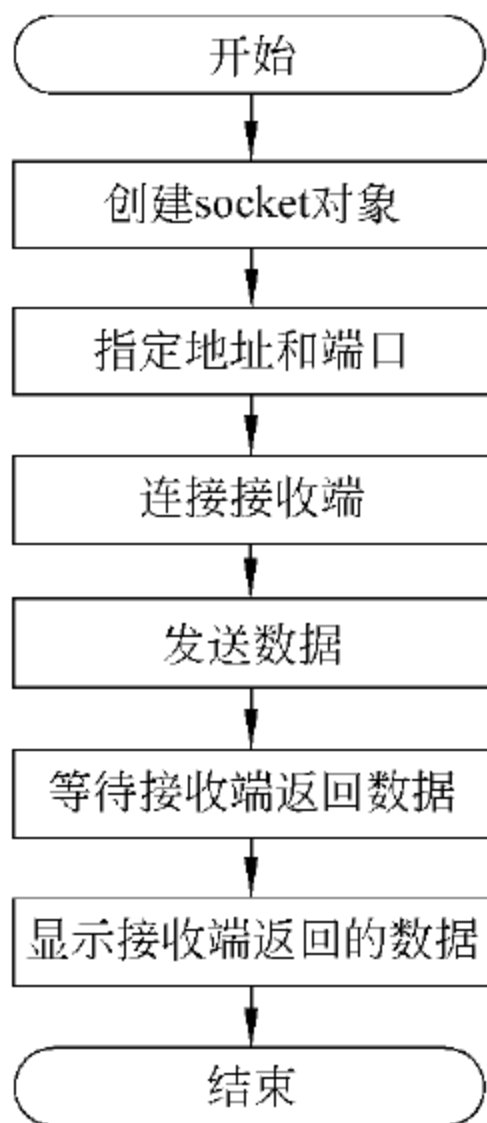 开始
创建socket对象
指定地址和端口
连接接收端
发送数据
等待接收端返回数据
显示接收端返回的数据
结束